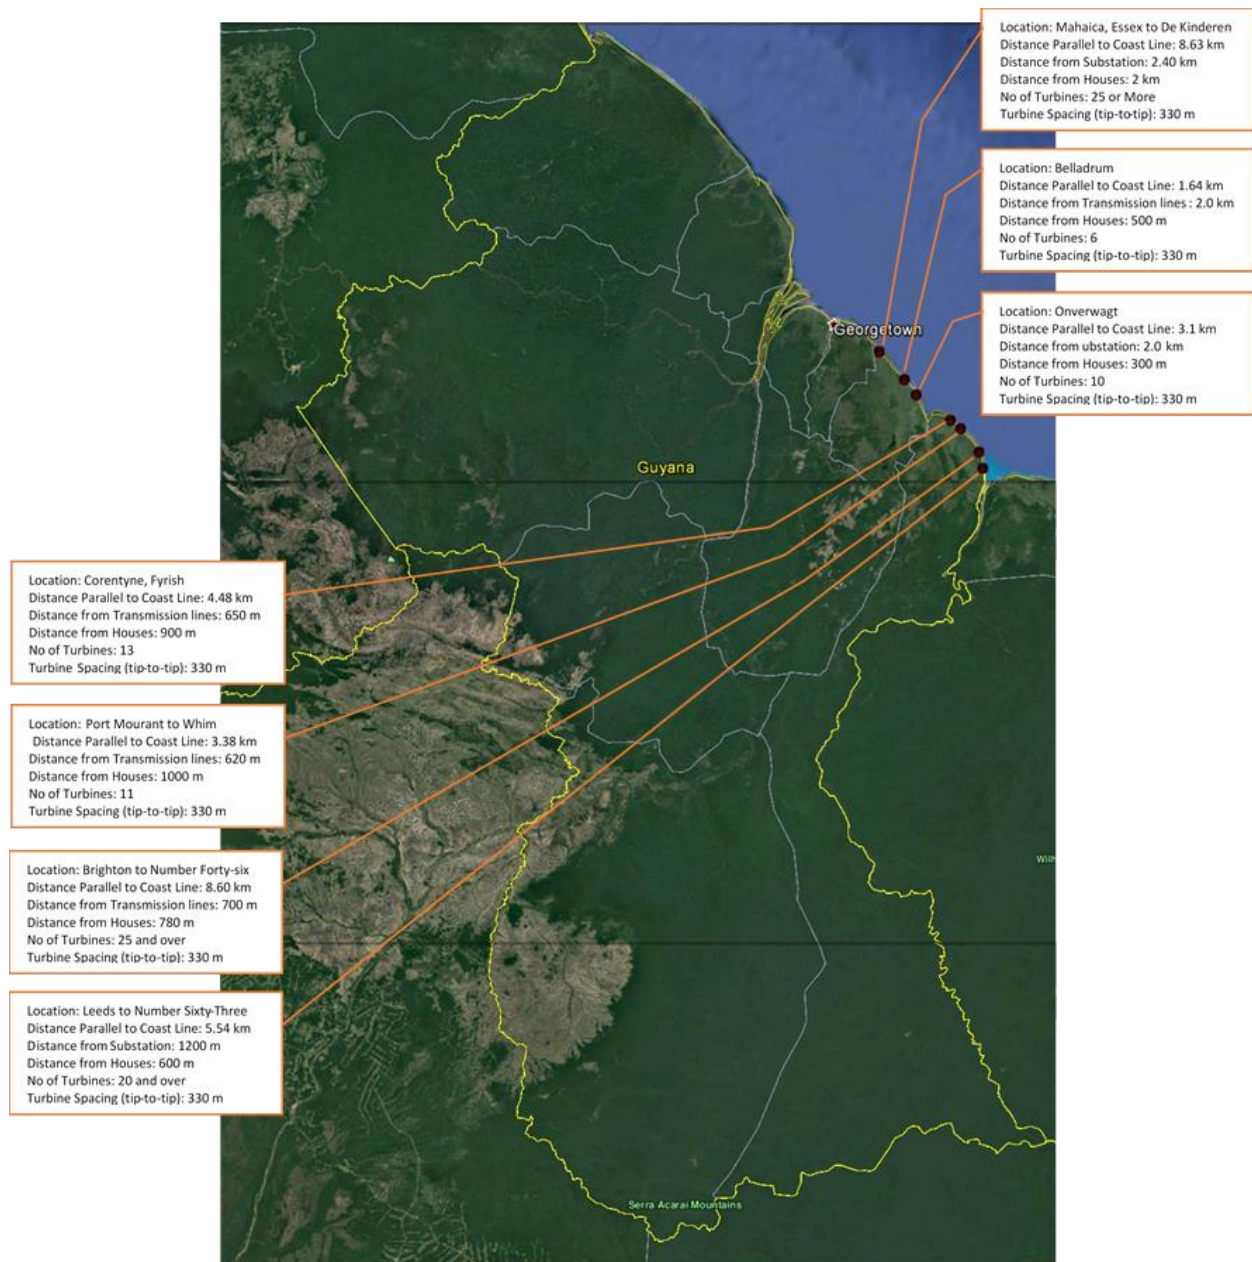 Location: Mahaica, Essex to De Kinderen
Distance Parallel to Coast Line: 8.63 km
Distance from Substation: 2.40 km
Distance from Houses: 2 km
No of Turbines: 25 or More
Turbine Spacing (tip-to-tip): 330 m
Location: Belladrum
Distance Parallel to Coast Line: 1.64 km
Distance from Transmission lines : 2.0 km
Distance from Houses: 500 m
No of Turbines: 6
Turbine Spacing (tip-to-tip): 330 m
Location: Onverwagt
Distance Parallel to Coast Line: 3.1 km
Distance from ubstation: 2.0 km
Distance from Houses: 300 m
No of Turbines: 10
Turbine Spacing (tip-to-tip): 330 m
Georgetown
Guyana
Location: Corentyne, Fyrish
Distance Parallel to Coast Line: 4.48 km
Distance from Transmission lines: 650 m
Distance from Houses: 900 m
No of Turbines: 13
Turbine Spacing (tip-to-tip): 330 m
Location: Port Mourant to Whim
Distance Parallel to Coast Line: 3.38 km
Distance from Transmission lines: 620 m
Distance from Houses: 1000 m
No of Turbines: 11
Turbine Spacing (tip-to-tip): 330 m
Location: Brighton to Number Forty-six
Distance Parallel to Coast Line: 8.60 km
Distance from Transmission lines: 700 m
Distance from Houses: 780 m
No of Turbines: 25 and over
Turbine Spacing (tip-to-tip): 330 m
Location: Leeds to Number Sixty-Three
Distance Parallel to Coast Line: 5.54 km
Distance from Substation: 1200 m
Distance from Houses: 600 m
No of Turbines: 20 and over
Turbine Spacing (tip-to-tip): 330 m
Serra Acarai Mountains